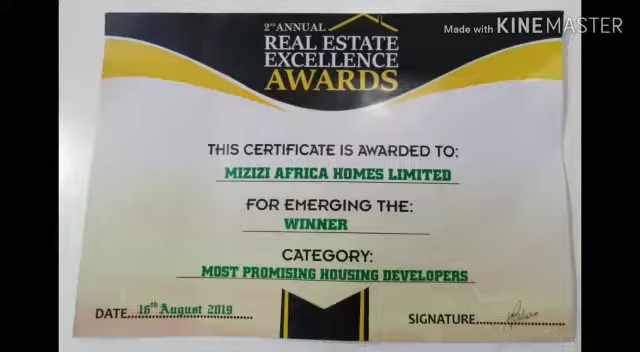 Made with KINEMASTER
2ND ANNUAL
REAL ESTATE
EXCELLENCE
AWARDS
THIS CERTIFICATE IS AWARDED TO:
MIZIZI AFRICA HOMES LIMITED
FOR EMERGING THE:
WINNER
CATEGORY:
MOST PROMISING HOUSING DEVELOPERS
DATE 16th August 2019
SIGNATURE